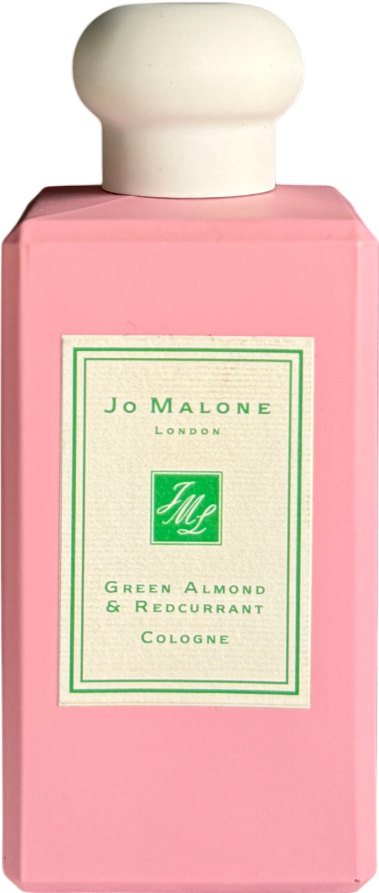 JO MALONE
LONDON
JML
GREEN ALMOND
& REDCURRANT
COLOGNE